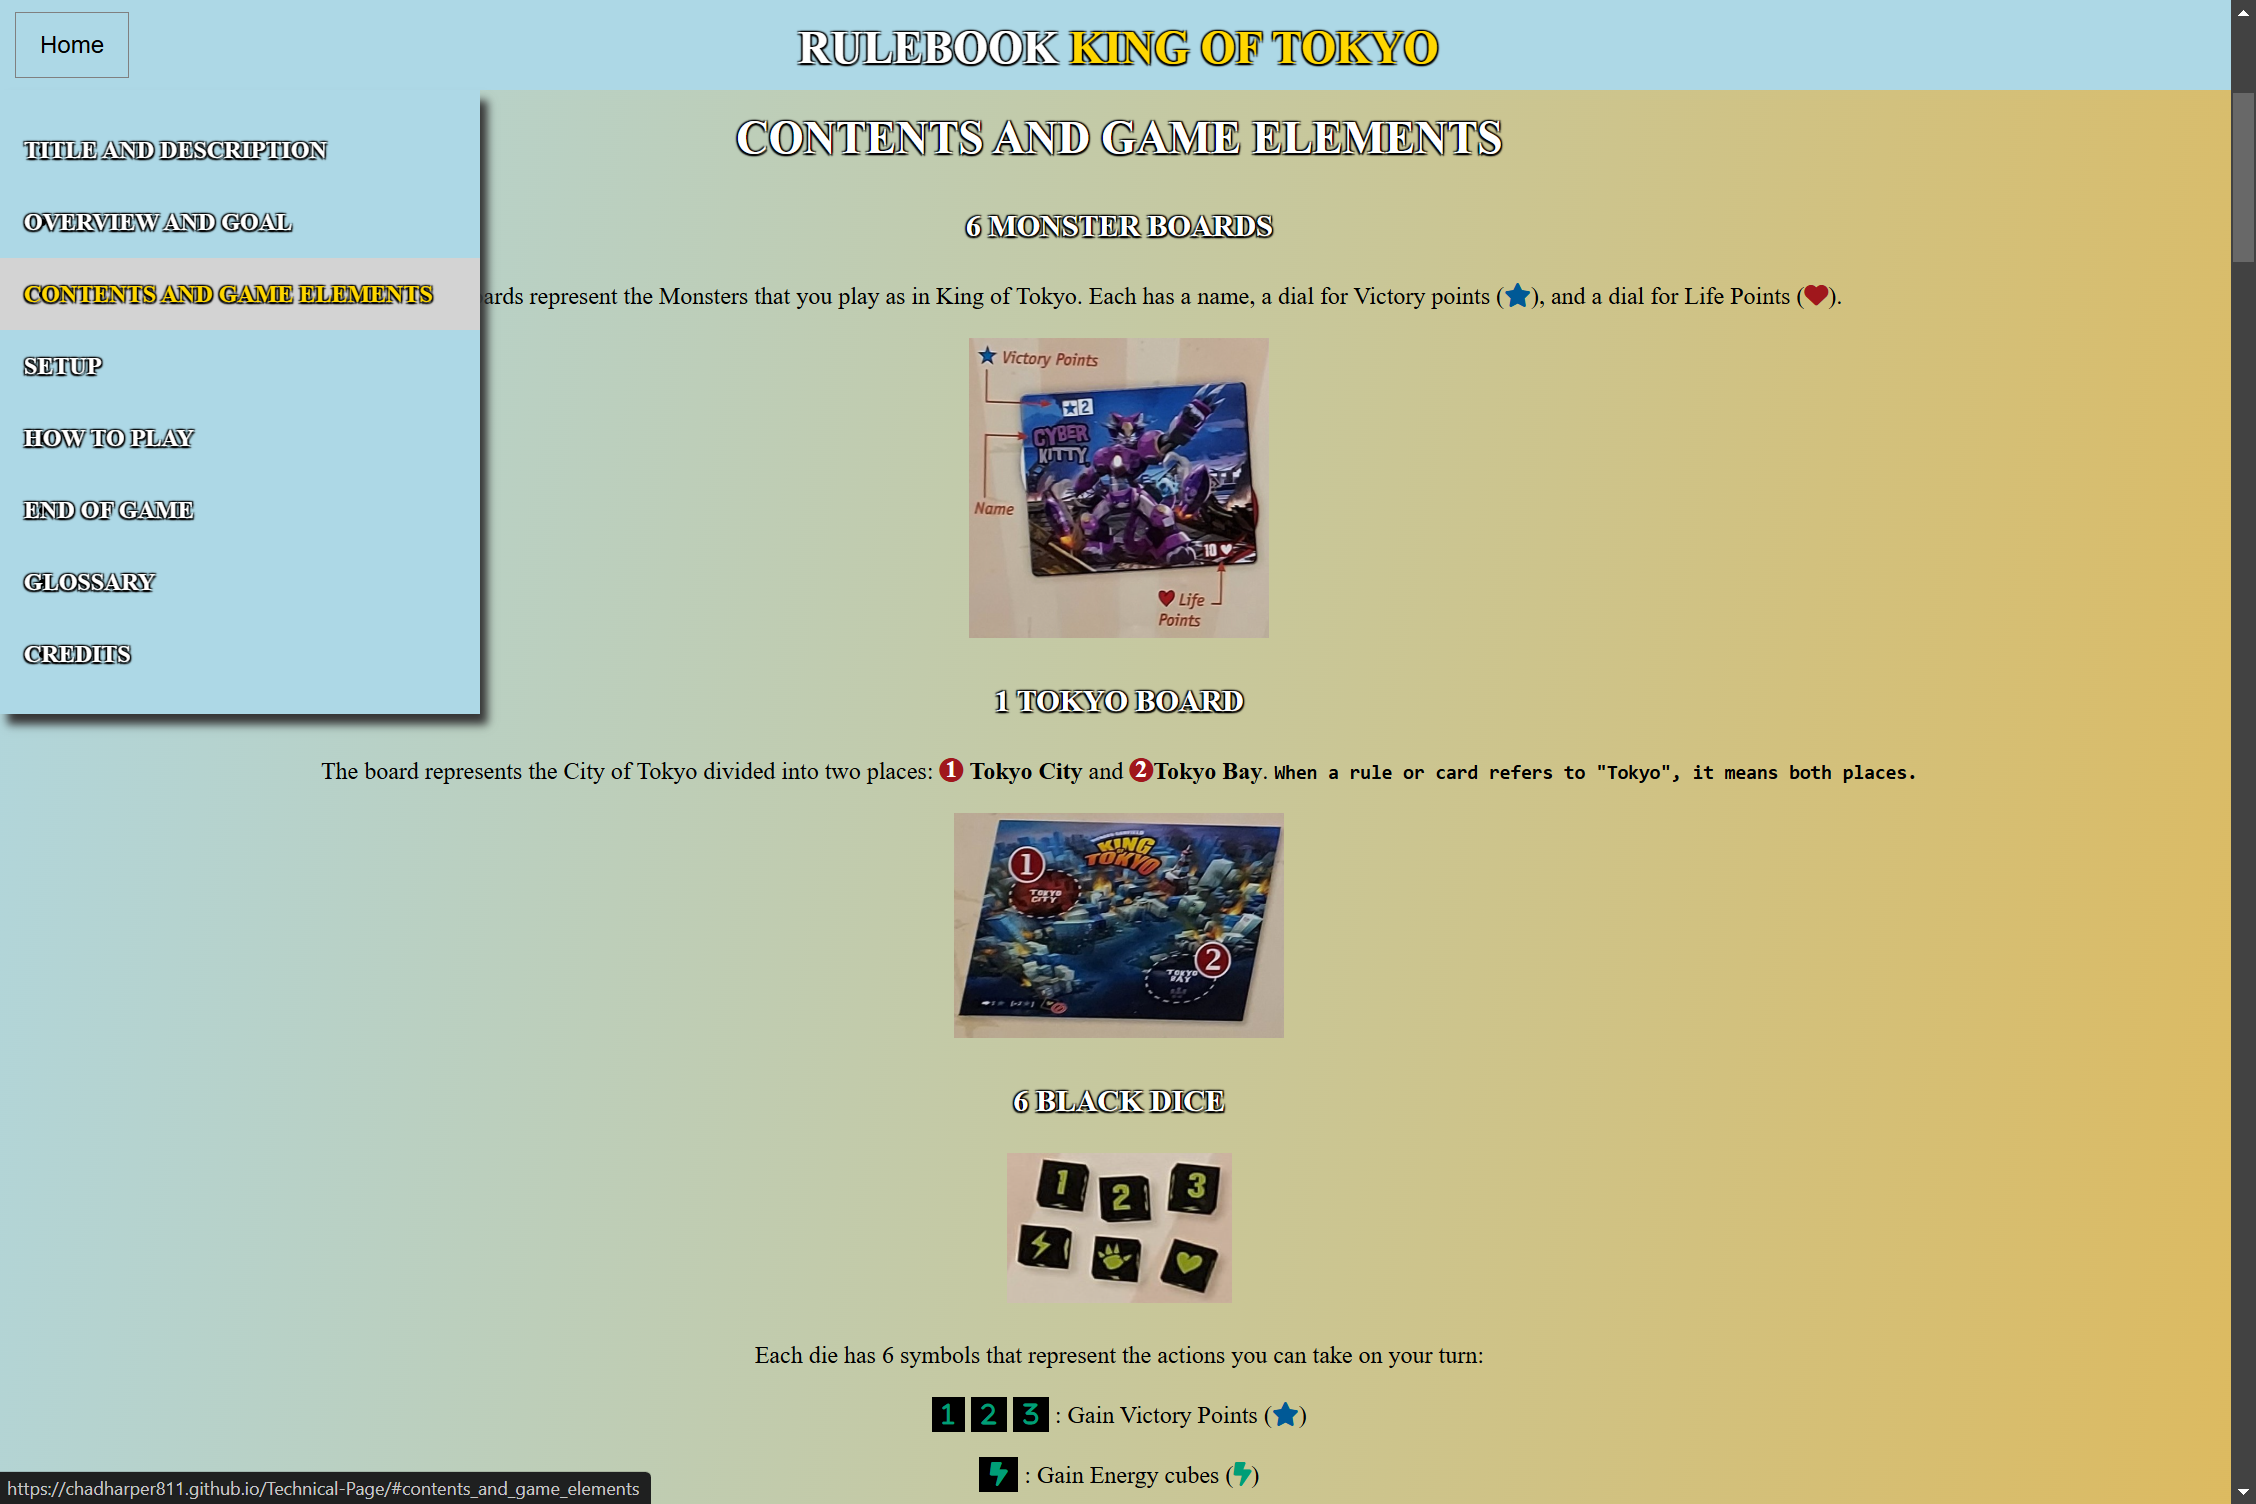 Home
RULEBOOK KING OF TOKYO
TITLE AND DESCRIPTION
OVERVIEW AND GOAL
CONTENTS AND GAME ELEMENTS
SETUP
HOW TO PLAY
END OF GAME
GLOSSARY
CREDITS
CONTENTS AND GAME ELEMENTS
6 MONSTER BOARDS
ards represent the Monsters that you play as in King of Tokyo. Each has a name, a dial for Victory points (★), and a dial for Life Points (♥).
★ Victory Points
★2
CYBER
KITTY
Name
10 ♥
♥ Life
Points
1 TOKYO BOARD
The board represents the City of Tokyo divided into two places: 1 Tokyo City and 2 Tokyo Bay. When a rule or card refers to "Tokyo", it means both places.
KING
OF
TOKYO
1
TOKYO
CITY
2
TOKYO
BAY
6 BLACK DICE
1 2 3
Each die has 6 symbols that represent the actions you can take on your turn:
1 2 3 : Gain Victory Points (★)
: Gain Energy cubes ()
https://chadharper811.github.io/Technical-Page/#contents_and_game_elements